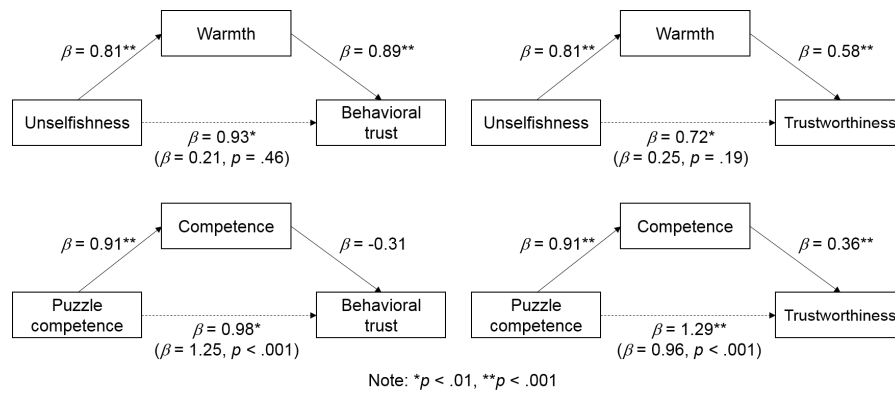 Warmth
β = 0.81**
β = 0.89**
Unselfishness
Behavioral
trust
β = 0.93*
(β = 0.21, p = .46)
Warmth
β = 0.81**
β = 0.58**
Unselfishness
Trustworthiness
β = 0.72*
(β = 0.25, p = .19)
Competence
β = 0.91**
β = -0.31
Puzzle
competence
Behavioral
trust
β = 0.98*
(β = 1.25, p < .001)
Competence
β = 0.91**
β = 0.36**
Puzzle
competence
Trustworthiness
β = 1.29**
(β = 0.96, p < .001)
Note: *p < .01, **p < .001